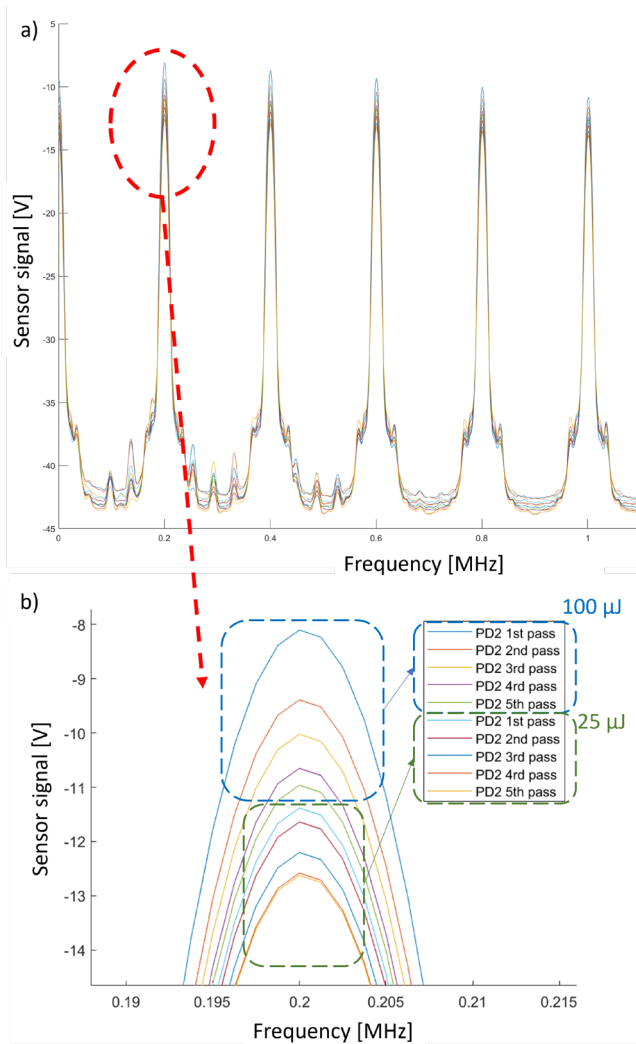 a)
Sensor signal [V]
5
-10
-15
-20
-25
-30
-35
-40
-45
0
0.2
0.4
0.6
0.8
1
Frequency [MHz]
b)
100 µJ
PD2 1st pass
PD2 2nd pass
PD2 3rd pass
PD2 4rd pass
PD2 5th pass
25 µJ
PD2 1st pass
PD2 2nd pass
PD2 3rd pass
PD2 4rd pass
PD2 5th pass
Sensor signal [V]
-8
-9
-10
-11
-12
-13
-14
0.19
0.195
0.2
0.205
0.21
0.215
Frequency [MHz]